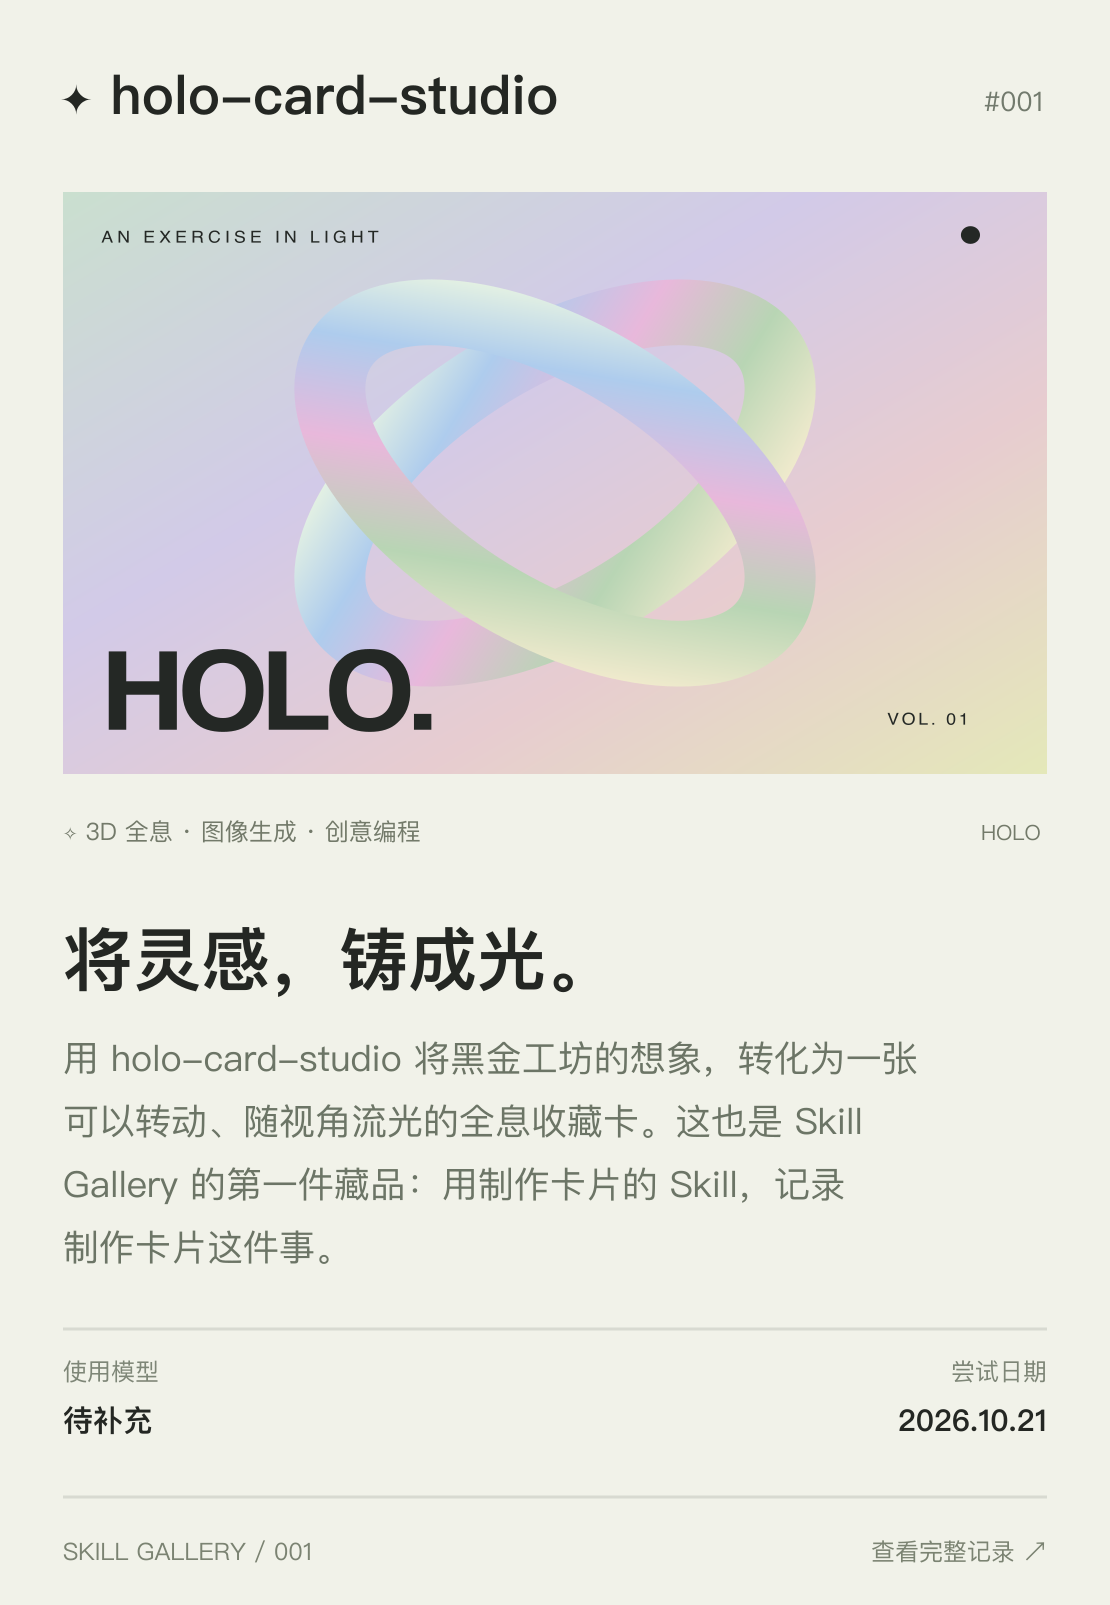 ✦ holo–card–studio
#001
AN EXERCISE IN LIGHT
HOLO.
VOL. 01
✧ 3D 全息 · 图像生成 · 创意编程
HOLO
将灵感，铸成光。
用 holo–card–studio 将黑金工坊的想象，转化为一张
可以转动、随视角流光的全息收藏卡。这也是 Skill
Gallery 的第一件藏品：用制作卡片的 Skill，记录
制作卡片这件事。
使用模型
尝试日期
待补充
2026.10.21
SKILL GALLERY / 001
查看完整记录 ↗